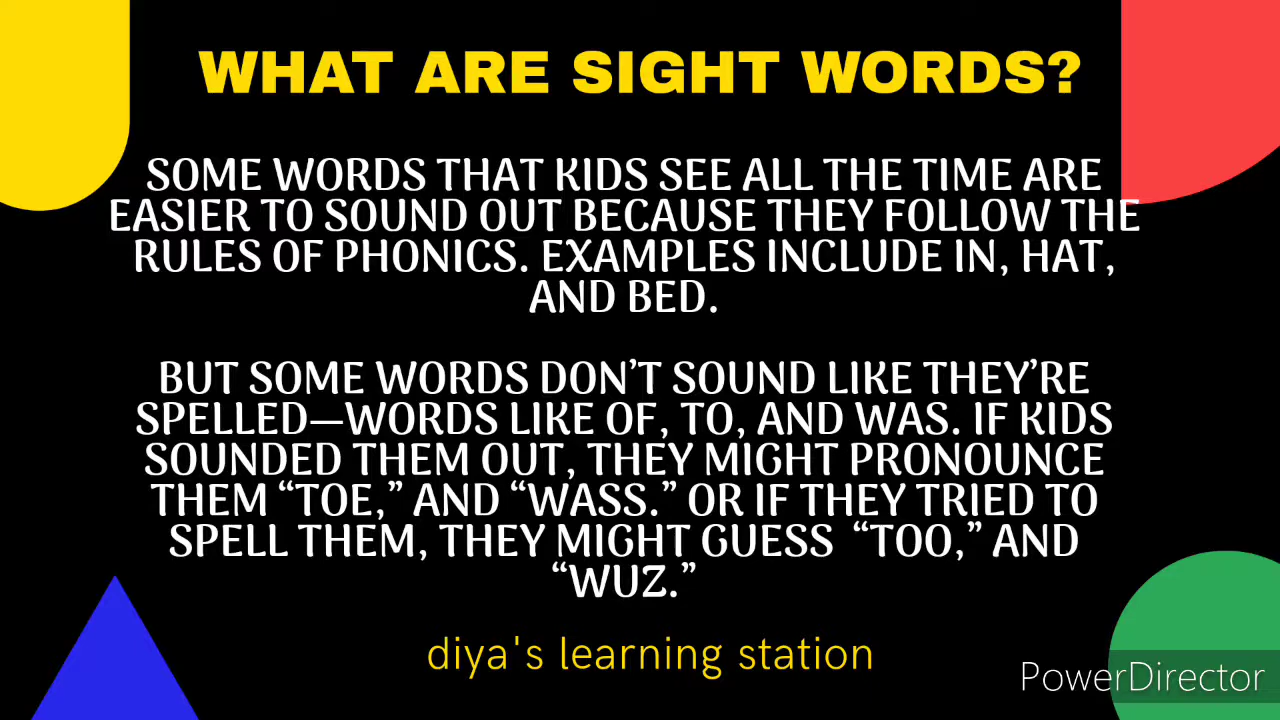 WHAT ARE SIGHT WORDS?
SOME WORDS THAT KIDS SEE ALL THE TIME ARE
EASIER TO SOUND OUT BECAUSE THEY FOLLOW THE
RULES OF PHONICS. EXAMPLES INCLUDE IN, HAT,
AND BED.
BUT SOME WORDS DON’T SOUND LIKE THEY’RE
SPELLED—WORDS LIKE OF, TO, AND WAS. IF KIDS
SOUNDED THEM OUT, THEY MIGHT PRONOUNCE
THEM “TOE,” AND “WASS.” OR IF THEY TRIED TO
SPELL THEM, THEY MIGHT GUESS “TOO,” AND
“WUZ.”
diya's learning station
PowerDirector